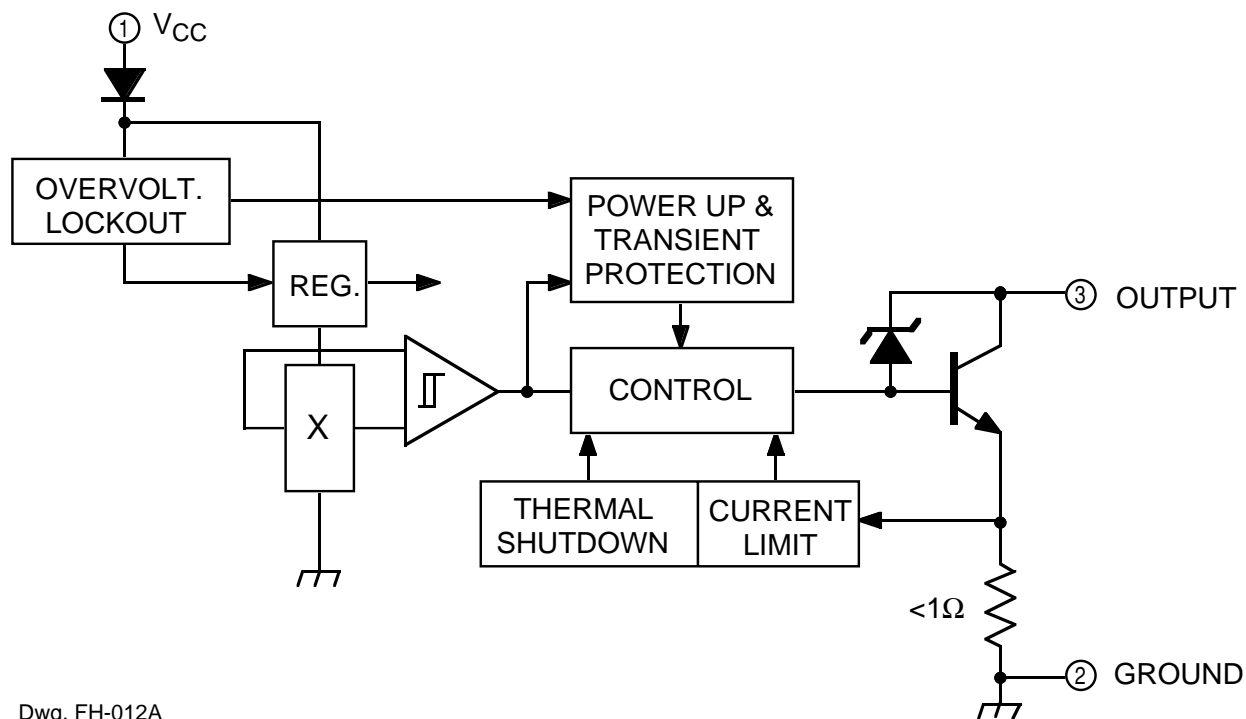 1 VCC
OVERVOLT.
LOCKOUT
POWER UP &
TRANSIENT
PROTECTION
REG.
3 OUTPUT
X
CONTROL
THERMAL
SHUTDOWN
CURRENT
LIMIT
<1Ω
2 GROUND
Dwg. FH-012A